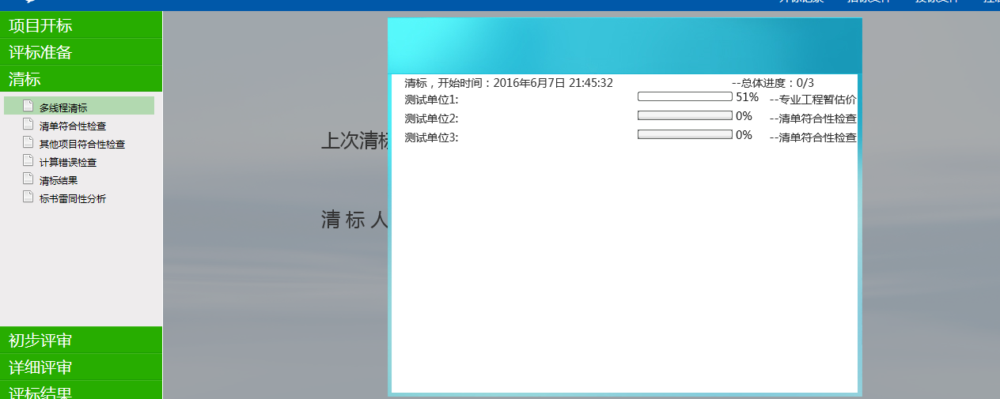 项目开标
评标准备
清标
多线程清标
清单符合性检查
其他项目符合性检查
计算错误检查
清标结果
标书雷同性分析
初步评审
详细评审
评标结果
上次清标
清 标 人
清标，开始时间：2016年6月7日 21:45:32 --总体进度：0/3
测试单位1: 51% --专业工程暂估价
测试单位2: 0% --清单符合性检查
测试单位3: 0% --清单符合性检查